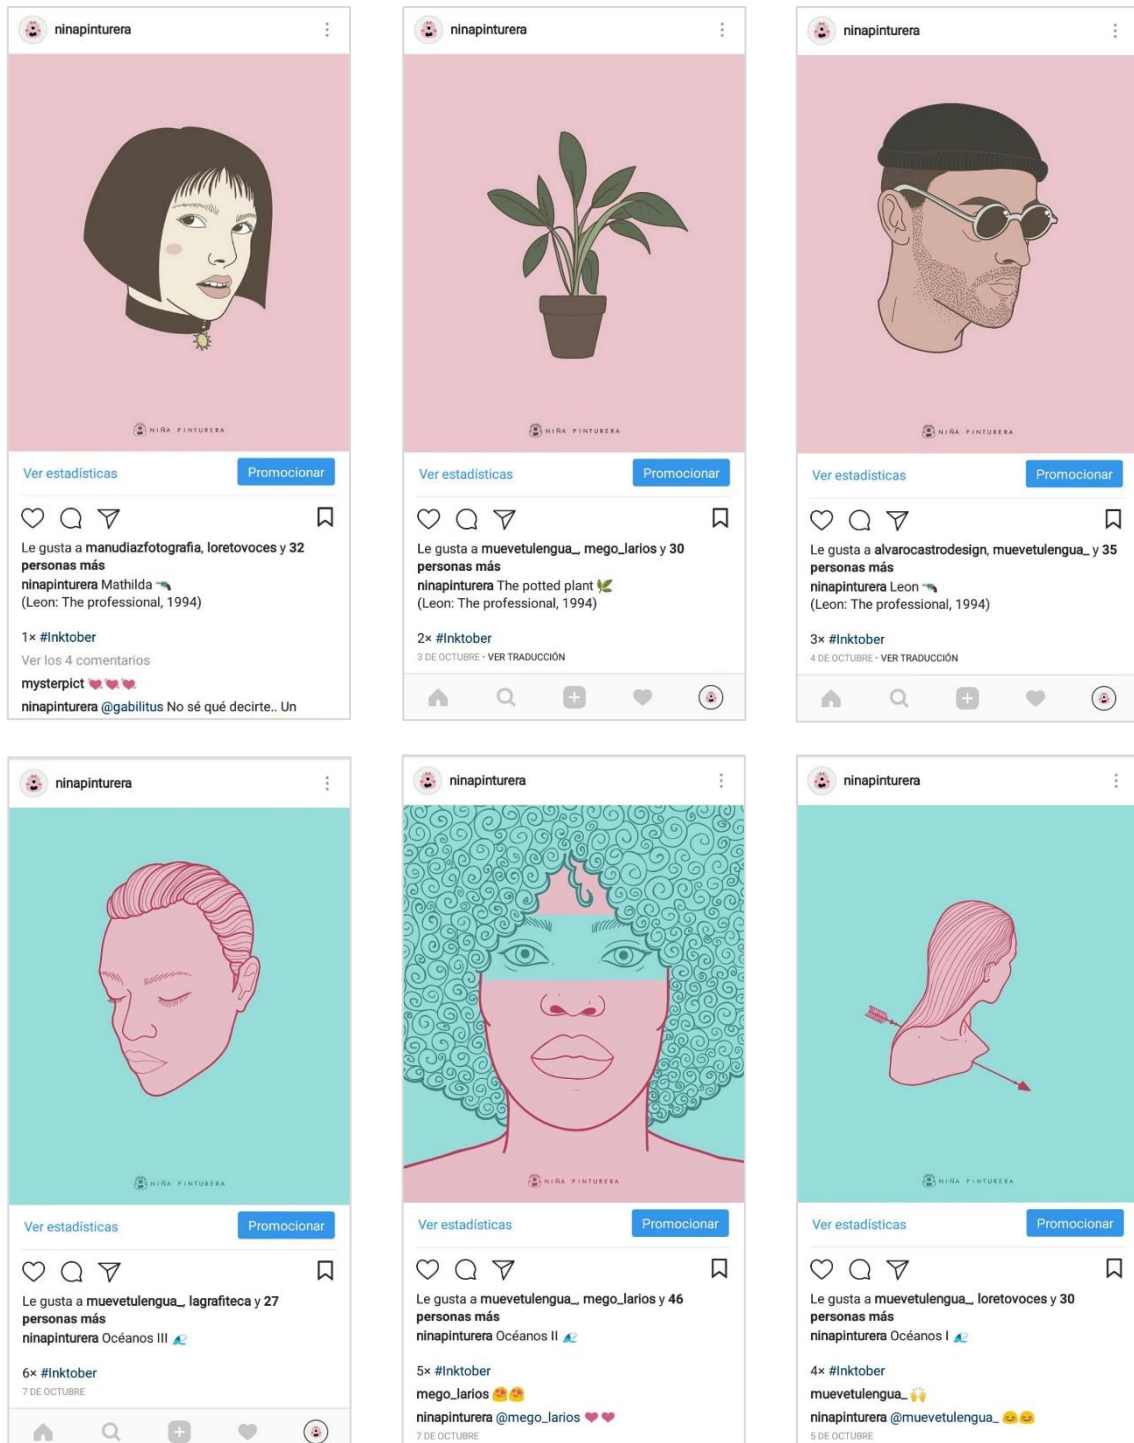 ninapinturera
NIÑA PINTURERA
Ver estadísticas
Promocionar
Le gusta a manudiazfotografia, loretovoces y 32
personas más
ninapinturera Mathilda
(Leon: The professional, 1994)
1× #Inktober
Ver los 4 comentarios
mysterpict
ninapinturera @gabilitus No sé qué decirte.. Un
ninapinturera
NIÑA PINTURERA
Ver estadísticas
Promocionar
Le gusta a muevetulengua_, mego_larios y 30
personas más
ninapinturera The potted plant
(Leon: The professional, 1994)
2× #Inktober
3 DE OCTUBRE • VER TRADUCCIÓN
ninapinturera
NIÑA PINTURERA
Ver estadísticas
Promocionar
Le gusta a alvarocastrodesign, muevetulengua_ y 35
personas más
ninapinturera Leon
(Leon: The professional, 1994)
3× #Inktober
4 DE OCTUBRE • VER TRADUCCIÓN
ninapinturera
NIÑA PINTURERA
Ver estadísticas
Promocionar
Le gusta a muevetulengua_, lagrafiteca y 27
personas más
ninapinturera Océanos III
6× #Inktober
7 DE OCTUBRE
ninapinturera
NIÑA PINTURERA
Ver estadísticas
Promocionar
Le gusta a muevetulengua_, mego_larios y 46
personas más
ninapinturera Océanos II
5× #Inktober
mego_larios
ninapinturera @mego_larios
7 DE OCTUBRE
ninapinturera
NIÑA PINTURERA
Ver estadísticas
Promocionar
Le gusta a muevetulengua_, loretovoces y 30
personas más
ninapinturera Océanos I
4× #Inktober
muevetulengua_
ninapinturera @muevetulengua_
5 DE OCTUBRE